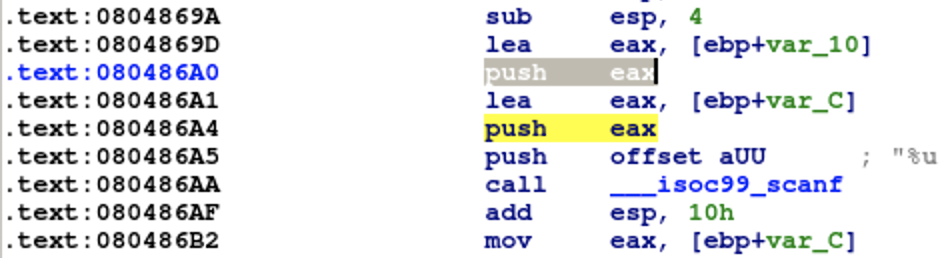 .text:0804869A sub esp, 4
.text:0804869D lea eax, [ebp+var_10]
.text:080486A0 push eax
.text:080486A1 lea eax, [ebp+var_C]
.text:080486A4 push eax
.text:080486A5 push offset aUU ; "%u
.text:080486AA call ___isoc99_scanf
.text:080486AF add esp, 10h
.text:080486B2 mov eax, [ebp+var_C]